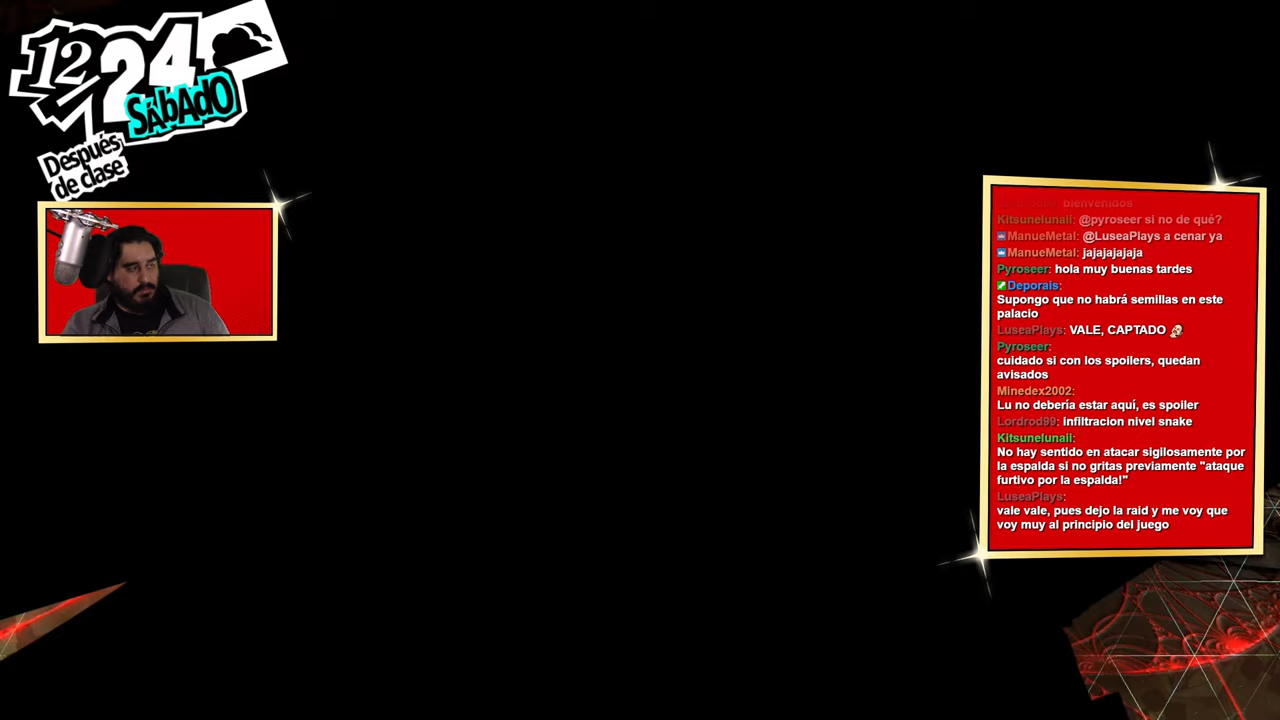 12/24
Sábado
Después
de clase
bienvenidos
Kitsunelunaii: @pyroseer si no de qué?
ManueMetal: @LuseaPlays a cenar ya
ManueMetal: jajajajajaja
Pyroseer: hola muy buenas tardes
Deporais:
Supongo que no habrá semillas en este
palacio
LuseaPlays: VALE, CAPTADO
Pyroseer:
cuidado si con los spoilers, quedan
avisados
Minedex2002:
Lu no debería estar aquí, es spoiler
Lordrod99: infiltracion nivel snake
Kitsunelunaii:
No hay sentido en atacar sigilosamente por
la espalda si no gritas previamente "ataque
furtivo por la espalda!"
LuseaPlays:
vale vale, pues dejo la raid y me voy que
voy muy al principio del juego